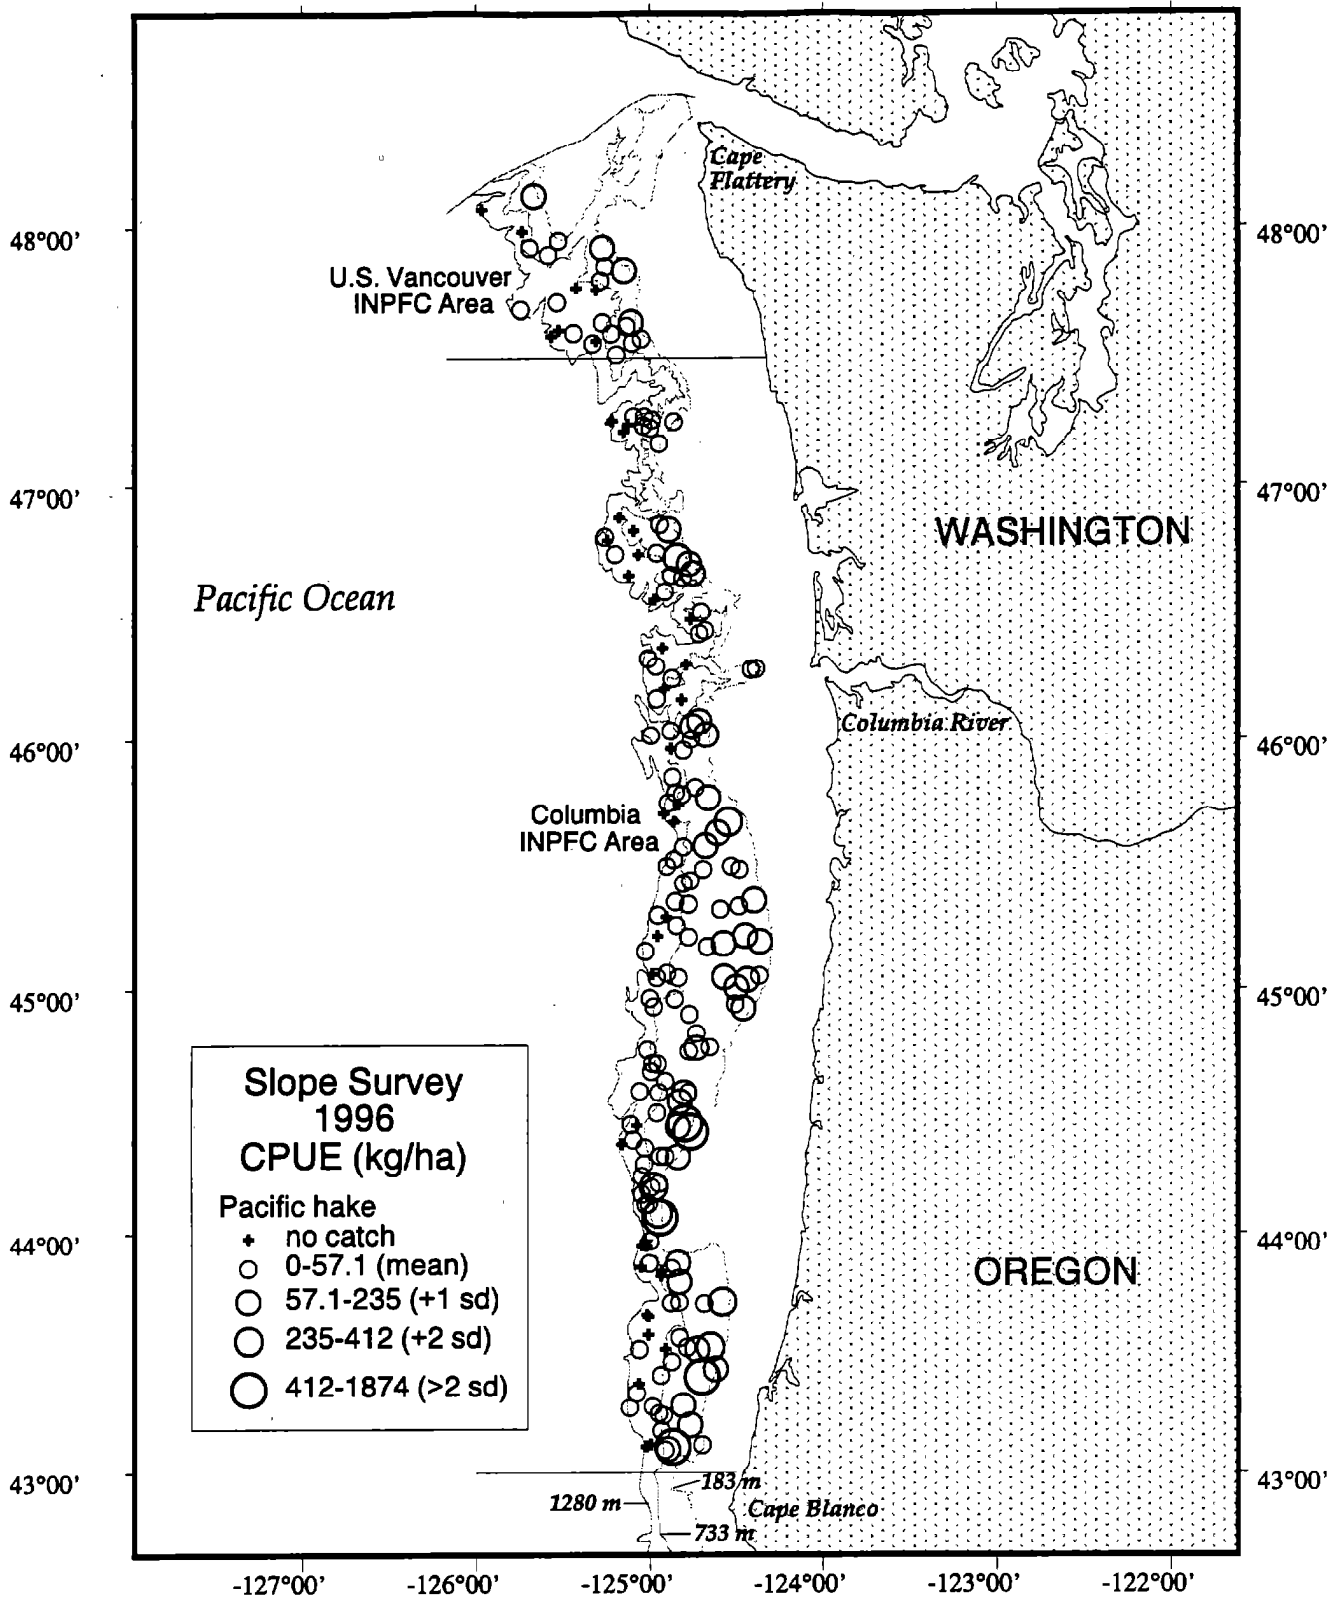 Cape
Flattery
48°00'
48°00'
U.S. Vancouver
INPFC Area
47°00'
47°00'
WASHINGTON
Pacific Ocean
Columbia River
46°00'
46°00'
Columbia
INPFC Area
45°00'
45°00'
Slope Survey
1996
CPUE (kg/ha)
Pacific hake
no catch
0-57.1 (mean)
57.1-235 (+1 sd)
235-412 (+2 sd)
412-1874 (>2 sd)
44°00'
44°00'
OREGON
43°00'
43°00'
183 m
1280 m
Cape Blanco
733 m
-127°00'
-126°00'
-125°00'
-124°00'
-123°00'
-122°00'